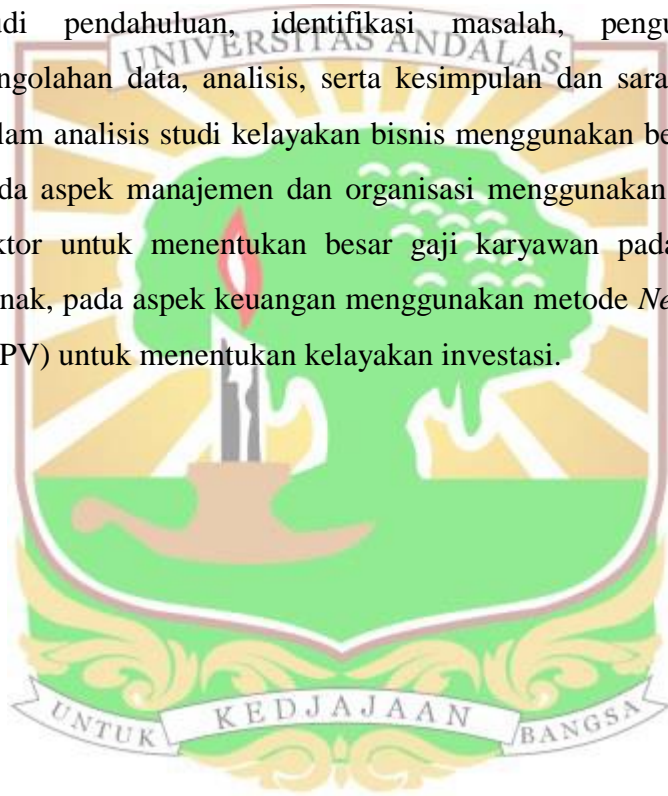 udi pendahuluan, identifikasi masalah, pengu
ngolahan data, analisis, serta kesimpulan dan sara
lam analisis studi kelayakan bisnis menggunakan be
da aspek manajemen dan organisasi menggunakan
ktor untuk menentukan besar gaji karyawan pada
nak, pada aspek keuangan menggunakan metode Ne
PV) untuk menentukan kelayakan investasi.
UNIVERSITAS ANDALAS
UNTUK KEDJAJAAN BANGSA